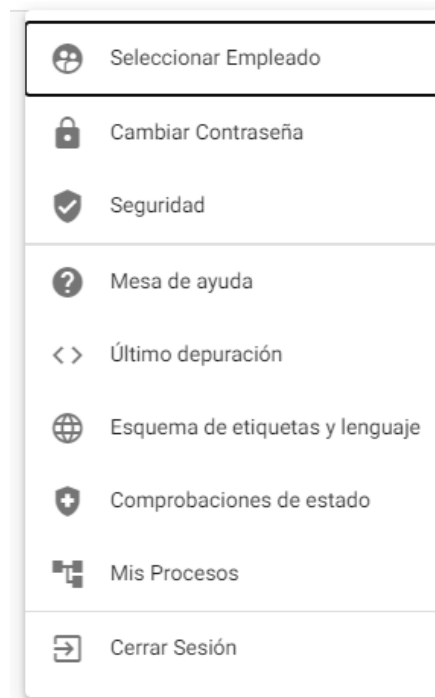 Seleccionar Empleado
Cambiar Contraseña
Seguridad
Mesa de ayuda
Último depuración
Esquema de etiquetas y lenguaje
Comprobaciones de estado
Mis Procesos
Cerrar Sesión